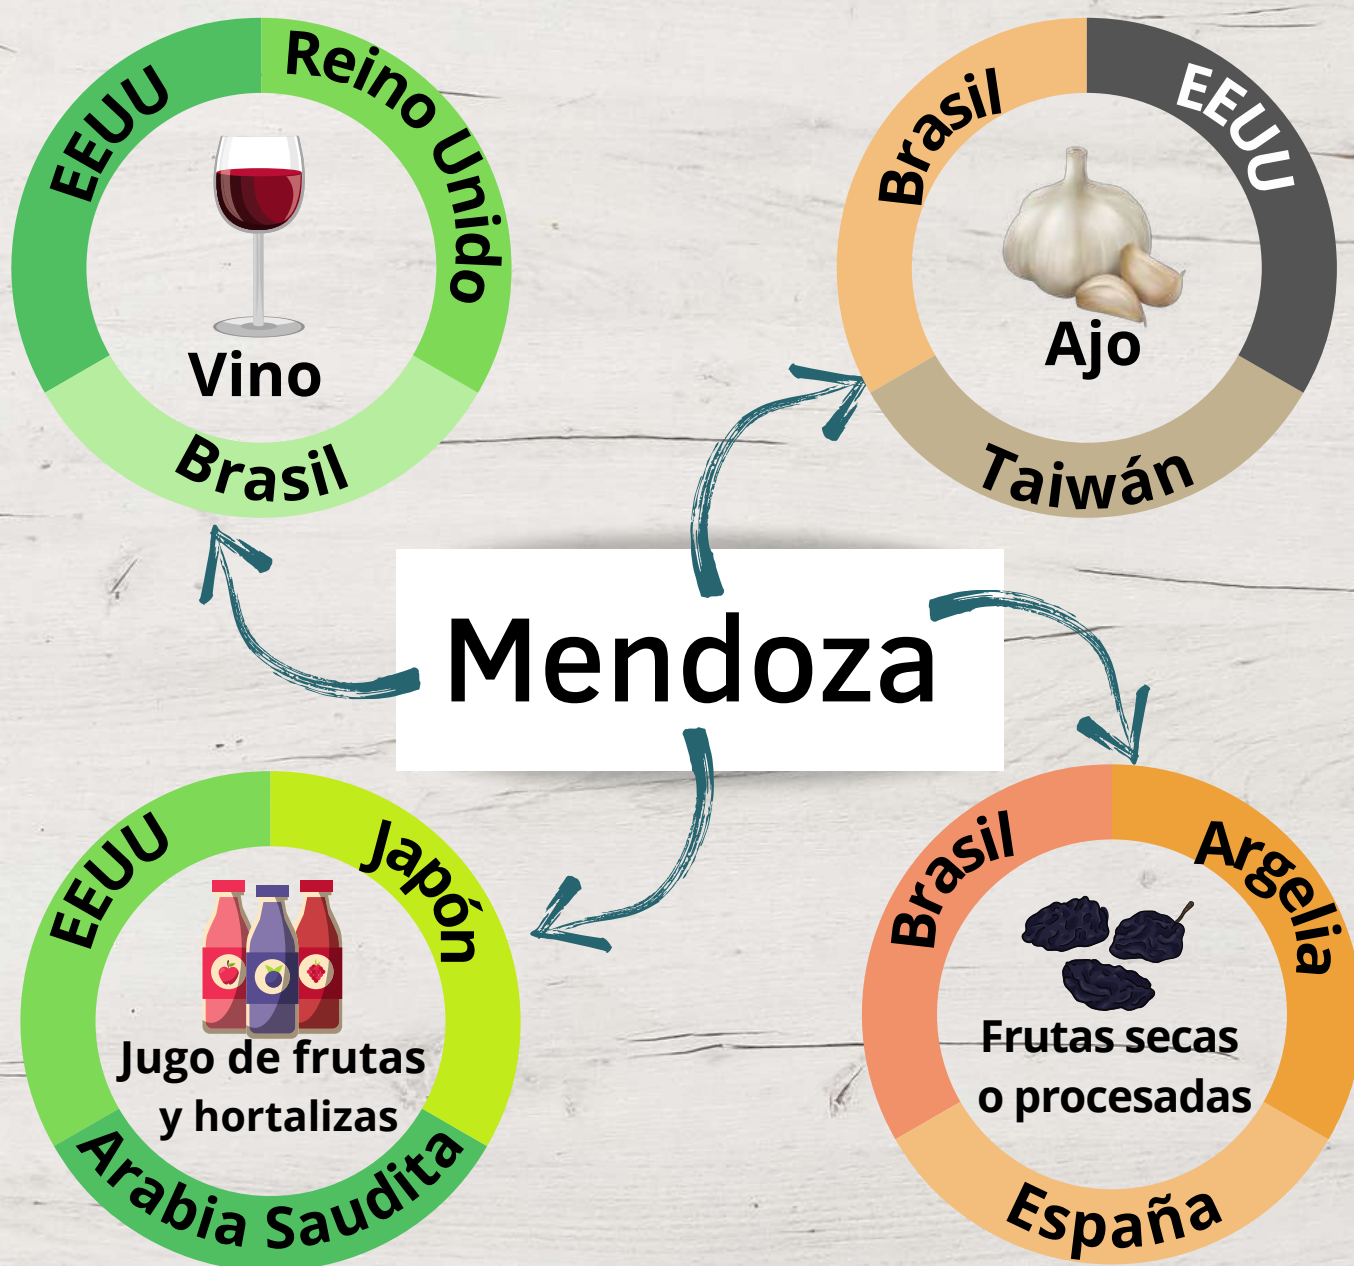 EEUU
Reino Unido
Vino
Brasil
Brasil
EEUU
Ajo
Taiwán
Mendoza
EEUU
Japón
Jugo de frutas
y hortalizas
Arabia Saudita
Brasil
Argelia
Frutas secas
o procesadas
España